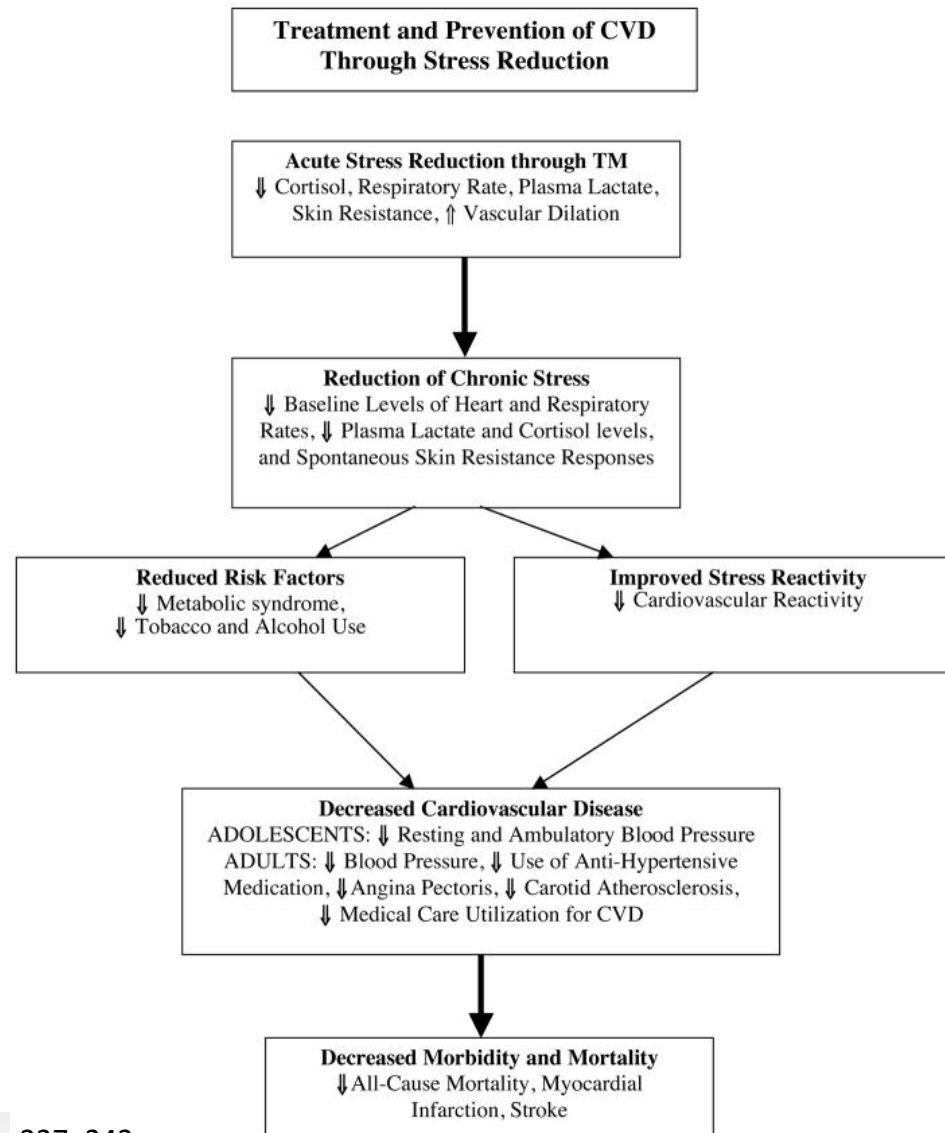 Treatment and Prevention of CVD
Through Stress Reduction
Acute Stress Reduction through TM
⇓ Cortisol, Respiratory Rate, Plasma Lactate,
Skin Resistance, ⇑ Vascular Dilation
Reduction of Chronic Stress
⇓ Baseline Levels of Heart and Respiratory
Rates, ⇓ Plasma Lactate and Cortisol levels,
and Spontaneous Skin Resistance Responses
Reduced Risk Factors
⇓ Metabolic syndrome,
⇓ Tobacco and Alcohol Use
Improved Stress Reactivity
⇓ Cardiovascular Reactivity
Decreased Cardiovascular Disease
ADOLESCENTS: ⇓ Resting and Ambulatory Blood Pressure
ADULTS: ⇓ Blood Pressure, ⇓ Use of Anti-Hypertensive
Medication, ⇓Angina Pectoris, ⇓ Carotid Atherosclerosis,
⇓ Medical Care Utilization for CVD
Decreased Morbidity and Mortality
⇓All-Cause Mortality, Myocardial
Infarction, Stroke